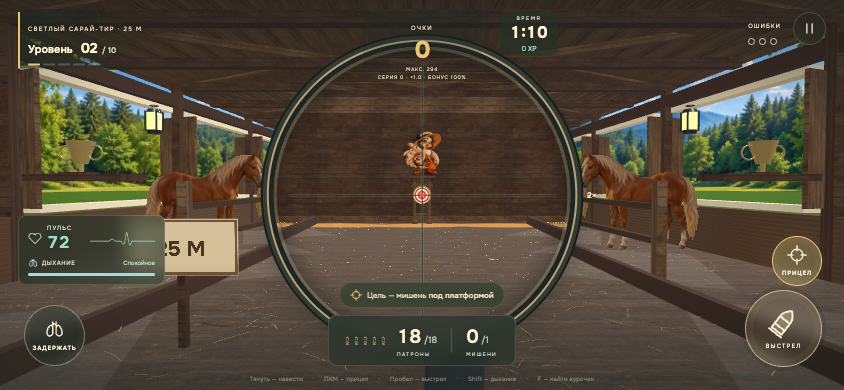 СВЕТЛЫЙ САРАЙ-ТИР · 25 М
Уровень 02 / 10
ОЧКИ
0
МАКС. 294
СЕРИЯ 0 · ×1.0 · БОНУС 100%
ВРЕМЯ
1:10
0 XP
ОШИБКИ
ПУЛЬС
72
ДЫХАНИЕ Спокойное
25 М
2×
ПРИЦЕЛ
ВЫСТРЕЛ
ЗАДЕРЖАТЬ
Цель — мишень под платформой
18 /18
ПАТРОНЫ
0 /1
МИШЕНИ
Тянуть — навести · ПКМ — прицел · Пробел — выстрел · Shift — дыхание · F — найти курочек